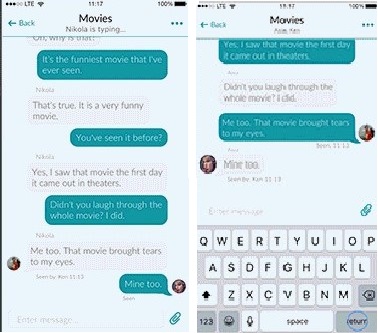 LTE 11:17 100%
Back Movies •••
Nikola is typing...
Oh, why is that?
It's the funniest movie that I've
ever seen.
Nikola
That's true. It is a very funny
movie.
You've seen it before?
Nikola
Yes, I saw that movie the first day
it came out in theaters.
Didn't you laugh through the
whole movie? I did.
Nikola
Me too. That movie brought tears
to my eyes.
Seen by Ken 11:13
Mine too.
Seen
Enter message
LTE 11:17 100%
Back Movies •••
Yes, I saw that movie the first day
it came out in theaters.
Didn't you laugh through the
whole movie? I did.
Me too. That movie brought tears
to my eyes.
Seen 11:13
Mine too.
Seen by Ken 11:13
Enter message
Q W E R T Y U I O P
A S D F G H J K L
Z X C V B N M
123 space return